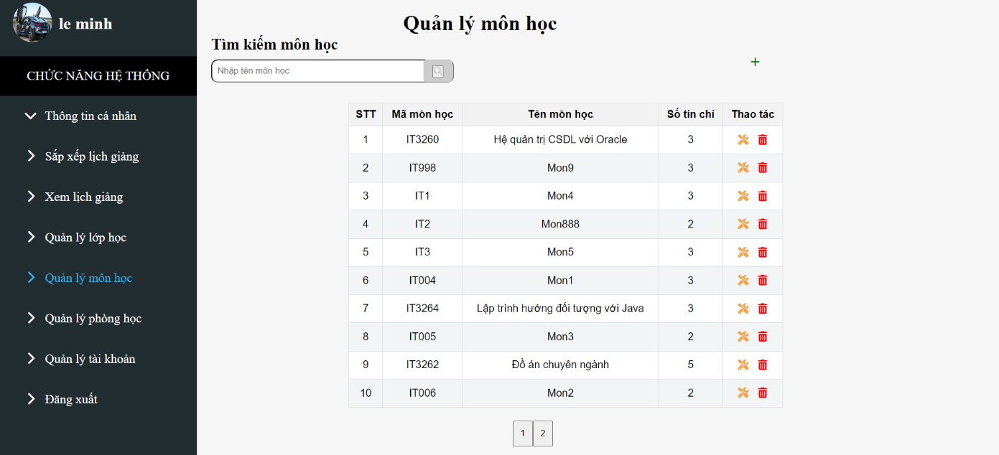 le minh
CHỨC NĂNG HỆ THỐNG
Thông tin cá nhân
Sắp xếp lịch giảng
Xem lịch giảng
Quản lý lớp học
Quản lý môn học
Quản lý phòng học
Quản lý tài khoản
Đăng xuất
Quản lý môn học
Tìm kiếm môn học
Nhập tên môn học
+
STT Mã môn học Tên môn học Số tín chỉ Thao tác
1 IT3260 Hệ quản trị CSDL với Oracle 3
2 IT998 Mon9 3
3 IT1 Mon4 3
4 IT2 Mon888 2
5 IT3 Mon5 3
6 IT004 Mon1 3
7 IT3264 Lập trình hướng đối tượng với Java 3
8 IT005 Mon3 2
9 IT3262 Đồ án chuyên ngành 5
10 IT006 Mon2 2
1 2